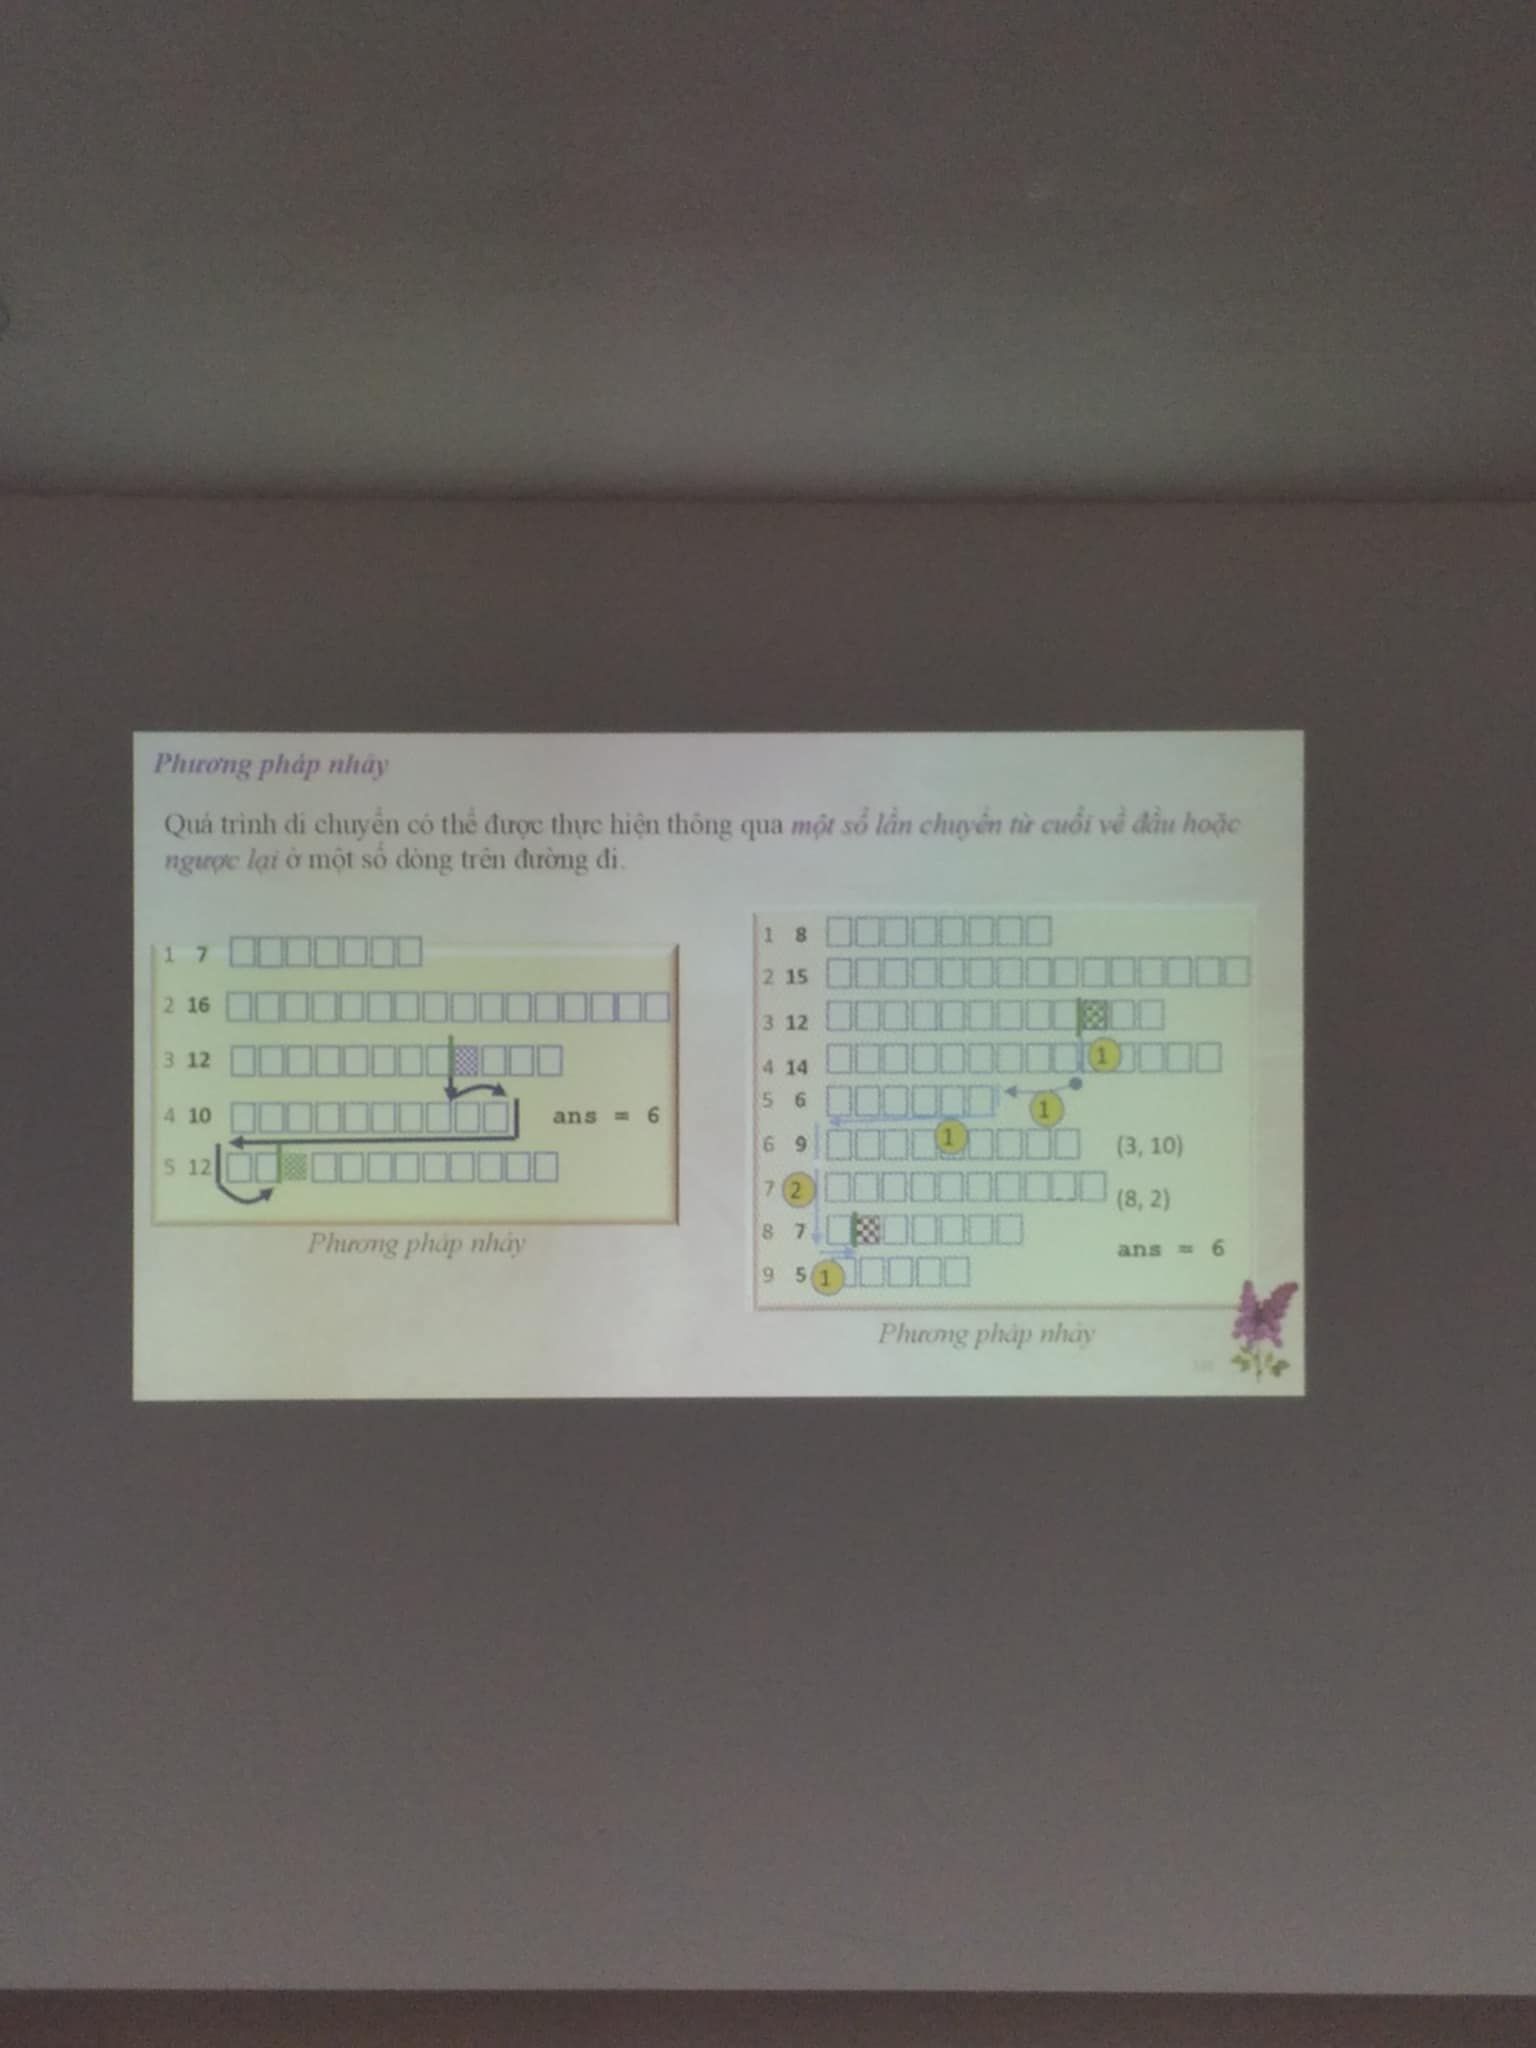 Phương pháp nhảy
Quá trình di chuyển có thể được thực hiện thông qua một số lần chuyển từ cuối về đầu hoặc
ngược lại ở một số dòng trên đường đi.
1 7
2 16
3 12
4 10 ans = 6
5 12
Phương pháp nhảy
1 8
2 15
3 12
4 14 1
5 6 1
6 9 1 (3, 10)
7 2 (8, 2)
8 7
ans = 6
9 5 1
Phương pháp nhảy